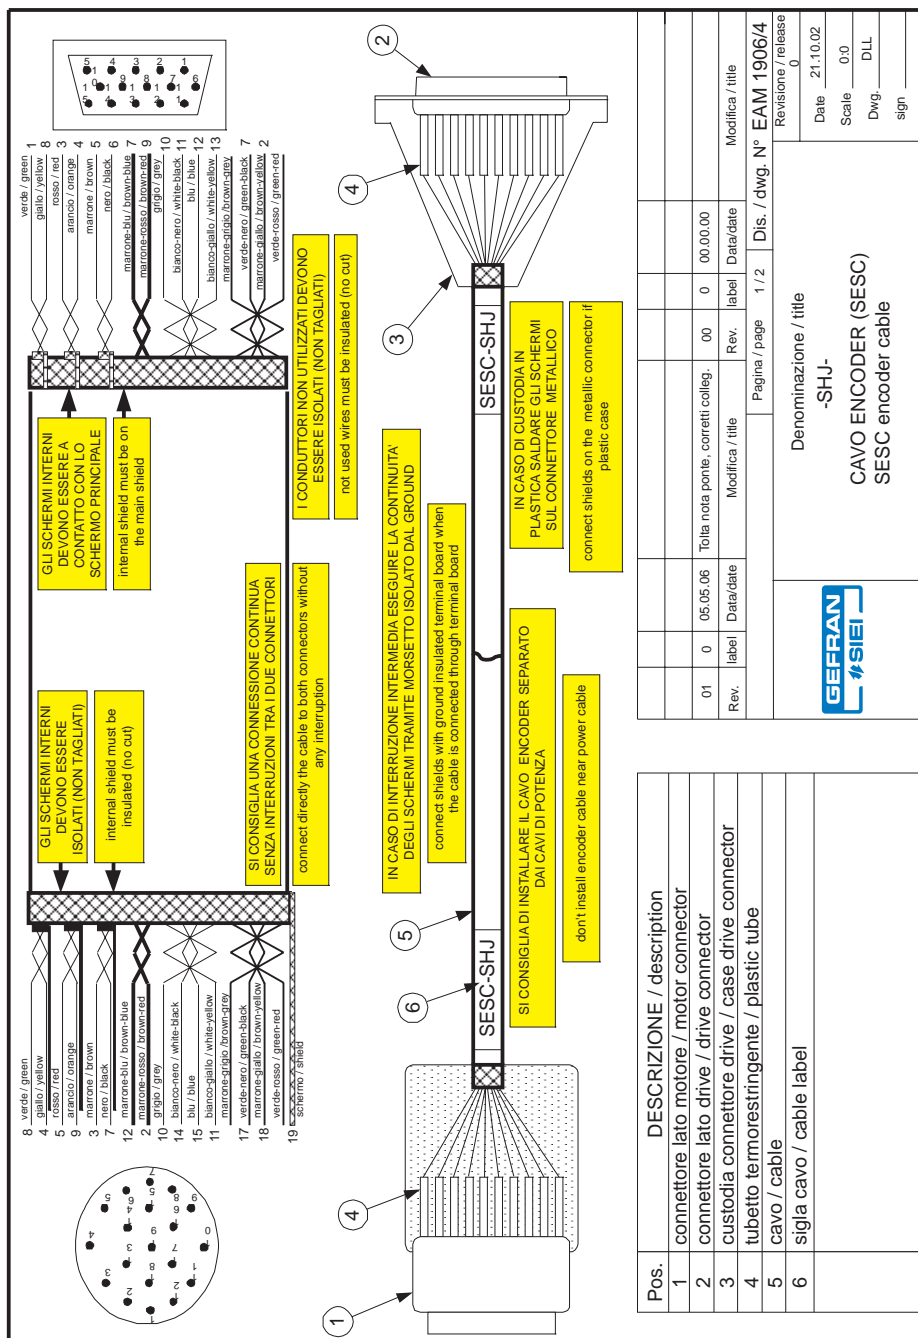 8 verde / green
4 giallo / yellow
5 rosso / red
9 arancio / orange
3 marrone / brown
7 nero / black
12 marrone-blu / brown-blue
2 marrone-rosso / brown-red
10 grigio / grey
14 bianco-nero / white-black
15 blu / blue
11 bianco-giallo / white-yellow
marrone-grigio /brown-grey
17 verde-nero / green-black
18 marrone-giallo / brown-yellow
verde-rosso / green-red
19 schermo / shield
GLI SCHERMI INTERNI
DEVONO ESSERE
ISOLATI (NON TAGLIATI)
internal shield must be
insulated (no cut)
GLI SCHERMI INTERNI
DEVONO ESSERE A
CONTATTO CON LO
SCHERMO PRINCIPALE
internal shield must be on
the main shield
verde / green 1
giallo / yellow 8
rosso / red 3
arancio / orange 4
marrone / brown 5
nero / black 6
marrone-blu / brown-blue 7
marrone-rosso / brown-red 9
grigio / grey 10
bianco-nero / white-black 11
blu / blue 12
bianco-giallo / white-yellow 13
marrone-grigio /brown-grey
verde-nero / green-black 7
marrone-giallo / brown-yellow 2
verde-rosso / green-red
SI CONSIGLIA UNA CONNESSIONE CONTINUA
SENZA INTERRUZIONI TRA I DUE CONNETTORI
connect directly the cable to both connectors without
any interruption
I CONDUTTORI NON UTILIZZATI DEVONO
ESSERE ISOLATI (NON TAGLIATI)
not used wires must be insulated (no cut)
1
4
6
5
3
4
2
IN CASO DI INTERRUZIONE INTERMEDIA ESEGUIRE LA CONTINUITA'
DEGLI SCHERMI TRAMITE MORSETTO ISOLATO DAL GROUND
connect shields with ground insulated terminal board when
the cable is connected through terminal board
SESC-SHJ
SESC-SHJ
SI CONSIGLIA DI INSTALLARE IL CAVO ENCODER SEPARATO
DAI CAVI DI POTENZA
don't install encoder cable near power cable
IN CASO DI CUSTODIA IN
PLASTICA SALDARE GLI SCHERMI
SUL CONNETTORE METALLICO
connect shields on the metallic connector if
plastic case
Pos. DESCRIZIONE / description
1 connettore lato motore / motor connector
2 connettore lato drive / drive connector
3 custodia connettore drive / case drive connector
4 tubetto termorestringente / plastic tube
5 cavo / cable
6 sigla cavo / cable label
01 0 05.05.06 Tolta nota ponte, corretti colleg. 00 0 00.00.00
Rev. label Data/date Modifica / title Rev. label Data/date Modifica / title
Pagina / page 1 / 2 Dis. / dwg. N° EAM 1906/4
GEFRAN
SIEI
Denominazione / title
-SHJ-
CAVO ENCODER (SESC)
SESC encoder cable
Revisione / release
0
Date 21.10.02
Scale 0:0
Dwg. DLL
sign